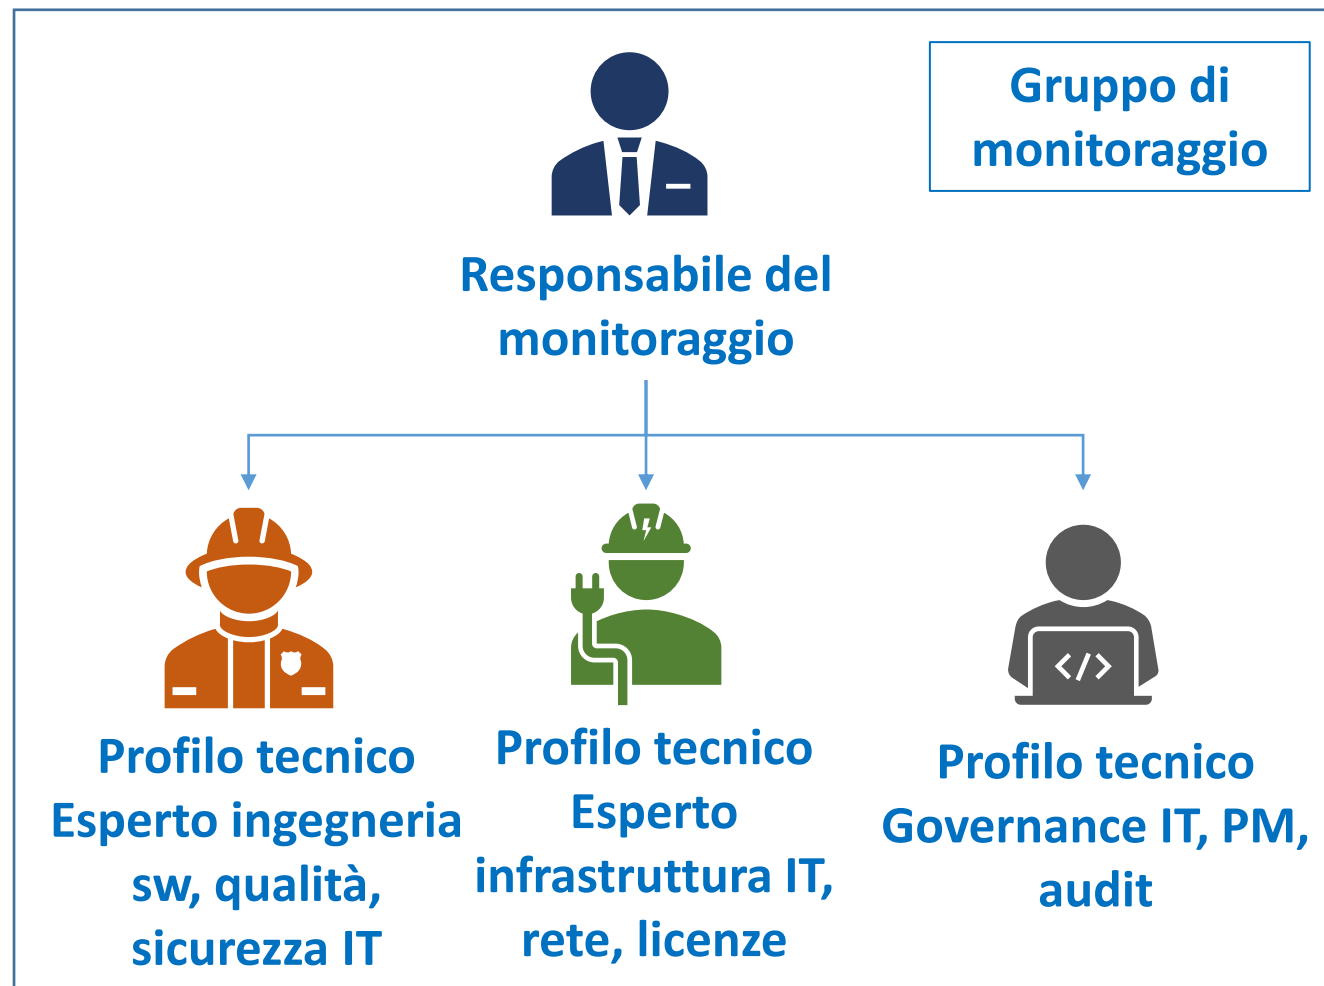 Gruppo di
monitoraggio
Responsabile del
monitoraggio
Profilo tecnico
Esperto ingegneria
sw, qualità,
sicurezza IT
Profilo tecnico
Esperto
infrastruttura IT,
rete, licenze
Profilo tecnico
Governance IT, PM,
audit